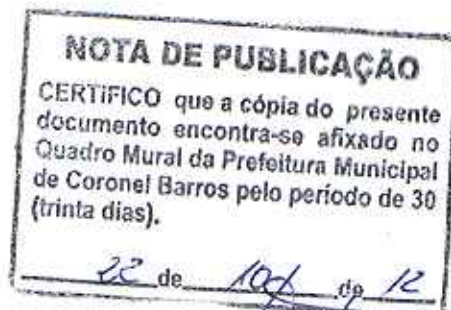 NOTA DE PUBLICAÇÃO
CERTIFICO que a cópia do presente
documento encontra-se afixado no
Quadro Mural da Prefeitura Municipal
de Coronel Barros pelo período de 30
(trinta dias).
22 de 10 de 12